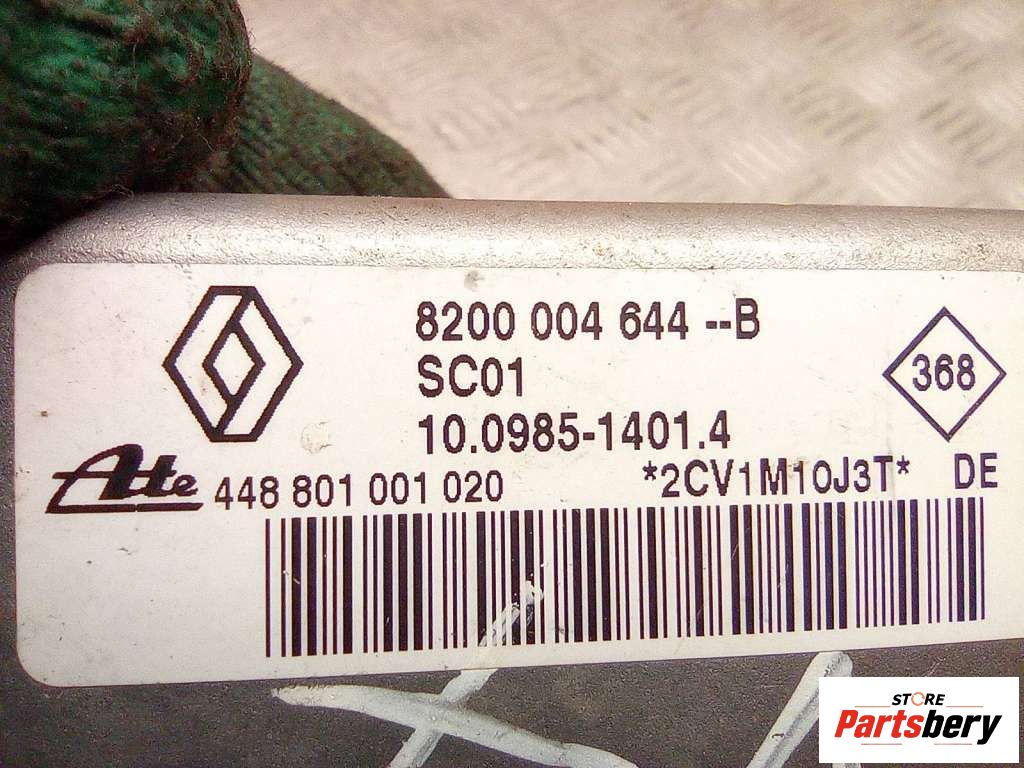 8200 004 644 --B
SC01
368
10.0985-1401.4
Ate 448 801 001 020 *2CV1M10J3T* DE
STORE
Partsbery